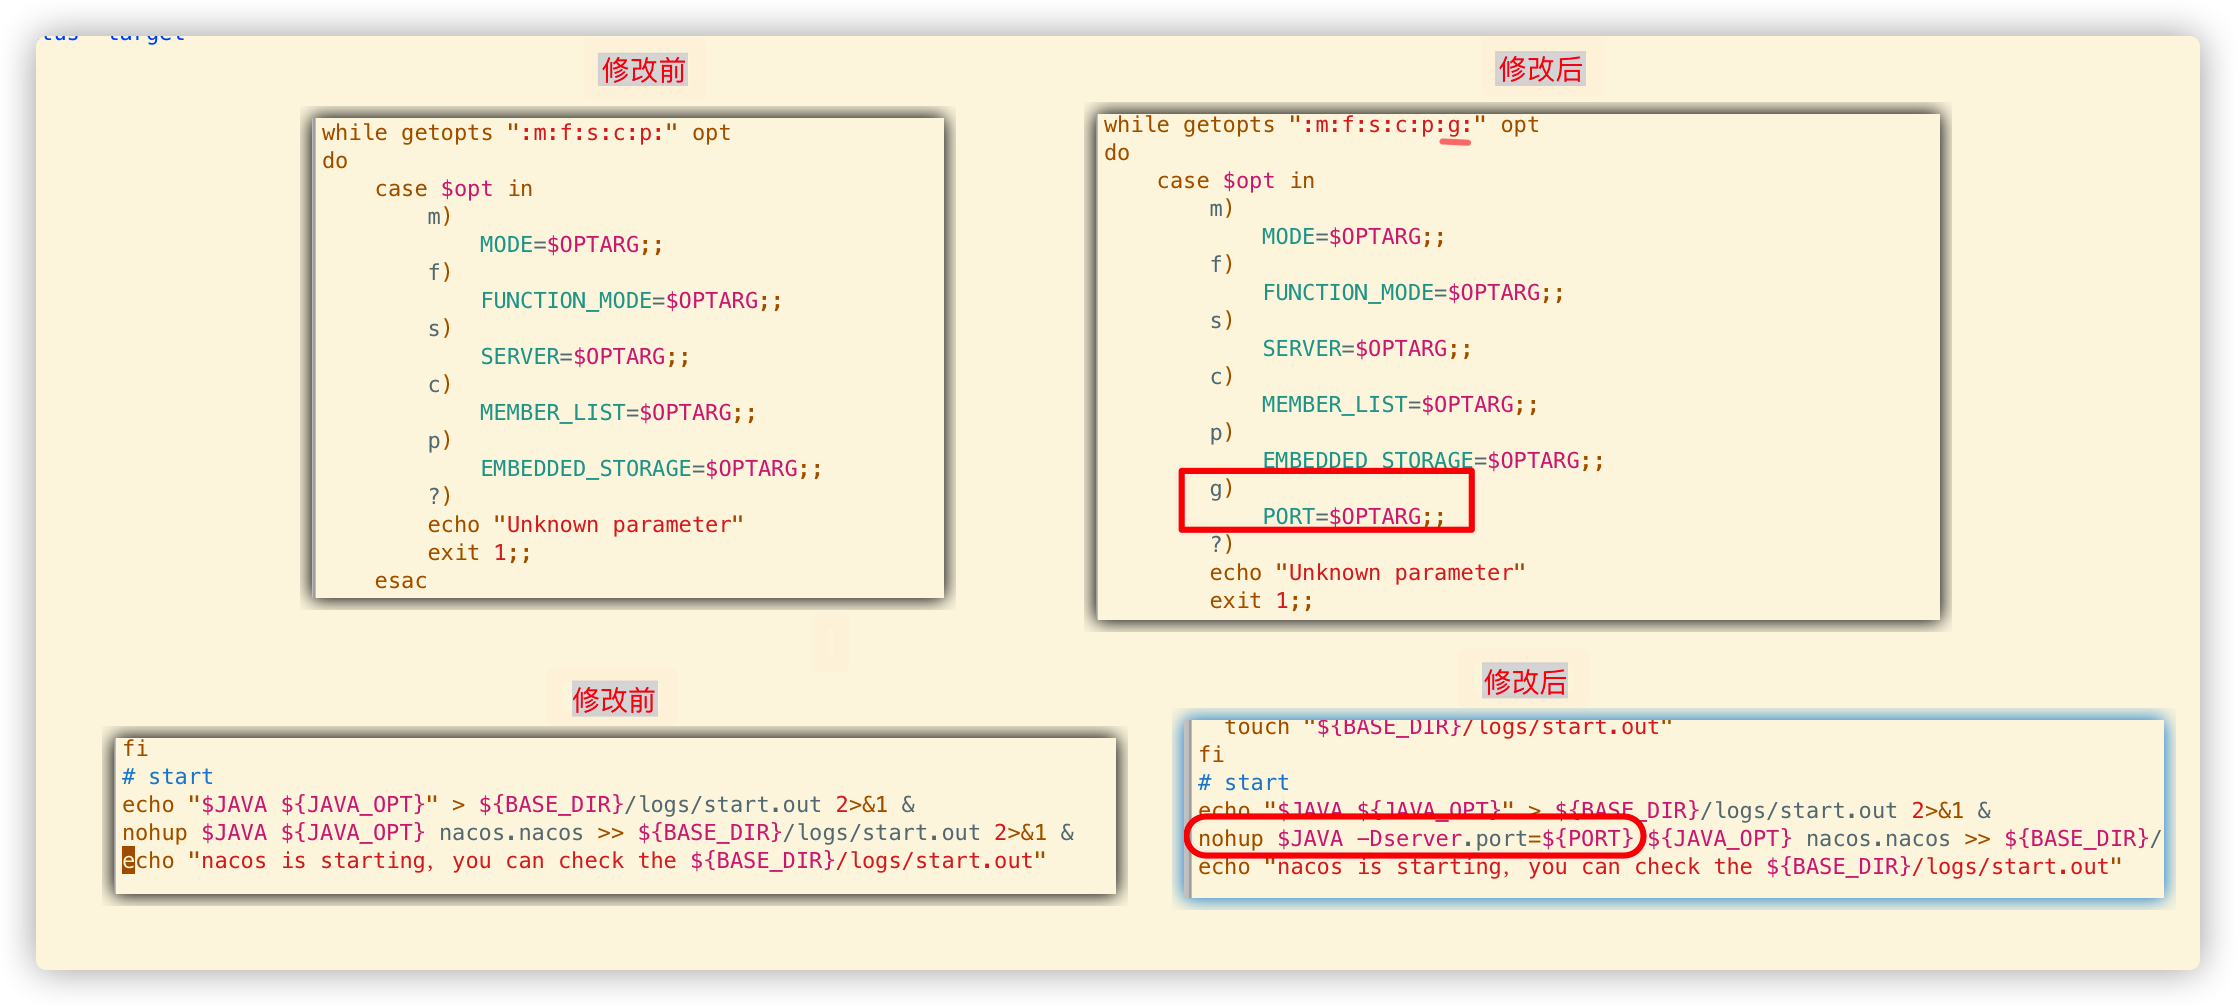 tus target
修改前
while getopts ":m:f:s:c:p:" opt
do
    case $opt in
        m)
            MODE=$OPTARG;;
        f)
            FUNCTION_MODE=$OPTARG;;
        s)
            SERVER=$OPTARG;;
        c)
            MEMBER_LIST=$OPTARG;;
        p)
            EMBEDDED_STORAGE=$OPTARG;;
        ?)
        echo "Unknown parameter"
        exit 1;;
    esac
修改后
while getopts ":m:f:s:c:p:g:" opt
do
    case $opt in
        m)
            MODE=$OPTARG;;
        f)
            FUNCTION_MODE=$OPTARG;;
        s)
            SERVER=$OPTARG;;
        c)
            MEMBER_LIST=$OPTARG;;
        p)
            EMBEDDED_STORAGE=$OPTARG;;
        g)
            PORT=$OPTARG;;
        ?)
        echo "Unknown parameter"
        exit 1;;
修改前
fi
# start
echo "$JAVA ${JAVA_OPT}" > ${BASE_DIR}/logs/start.out 2>&1 &
nohup $JAVA ${JAVA_OPT} nacos.nacos >> ${BASE_DIR}/logs/start.out 2>&1 &
echo "nacos is starting, you can check the ${BASE_DIR}/logs/start.out"
修改后
  touch "${BASE_DIR}/logs/start.out"
fi
# start
echo "$JAVA ${JAVA_OPT}" > ${BASE_DIR}/logs/start.out 2>&1 &
nohup $JAVA -Dserver.port=${PORT} ${JAVA_OPT} nacos.nacos >> ${BASE_DIR}/
echo "nacos is starting, you can check the ${BASE_DIR}/logs/start.out"